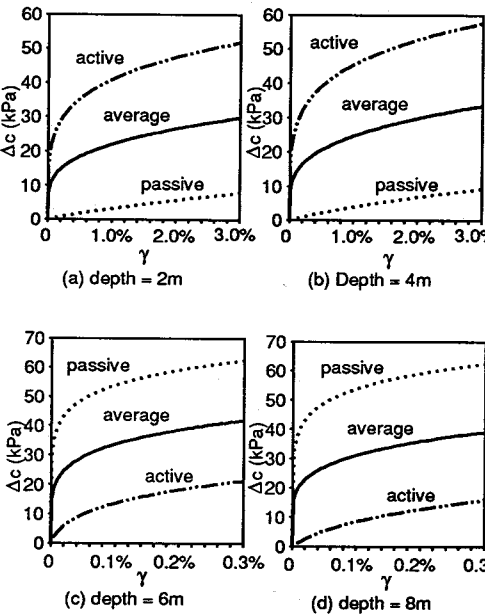 60
50
40
30
20
10
0
Δc (kPa)
active
average
passive
0 1.0% 2.0% 3.0%
γ
(a) depth = 2m
60
50
40
30
20
10
0
Δc (kPa)
active
average
passive
0 1.0% 2.0% 3.0%
γ
(b) Depth = 4m
70
60
50
40
30
20
10
0
Δc (kPa)
passive
average
active
0 0.1% 0.2% 0.3%
γ
(c) depth = 6m
70
60
50
40
30
20
10
0
Δc (kPa)
passive
average
active
0 0.1% 0.2% 0.3%
γ
(d) depth = 8m